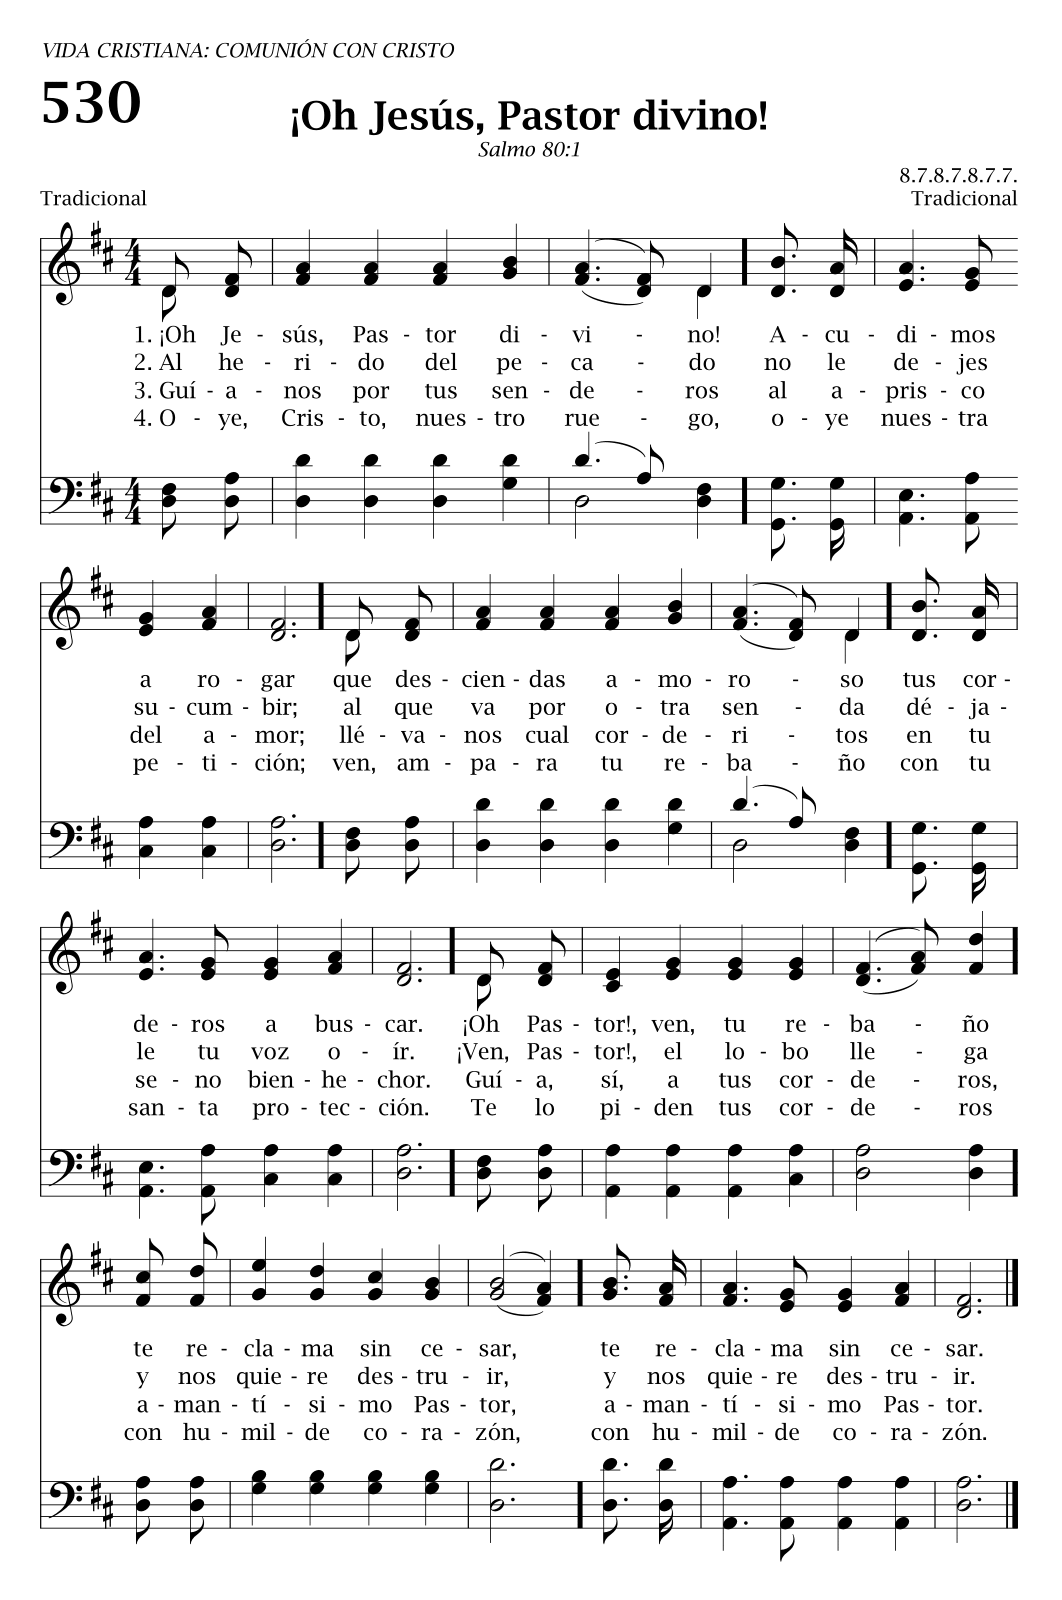 VIDA CRISTIANA: COMUNIÓN CON CRISTO
530
¡Oh Jesús, Pastor divino!
Salmo 80:1
8.7.8.7.8.7.7.
Tradicional Tradicional
1. ¡Oh Je - sús, Pas - tor di - vi - no! A - cu - di - mos
2. Al he - ri - do del pe - ca - do no le de - jes
3. Guí - a - nos por tus sen - de - ros al a - pris - co
4. O - ye, Cris - to, nues - tro rue - go, o - ye nues - tra
a ro - gar que des - cien - das a - mo - ro - so tus cor -
su - cum - bir; al que va por o - tra sen - da dé - ja -
del a - mor; llé - va - nos cual cor - de - ri - tos en tu
pe - ti - ción; ven, am - pa - ra tu re - ba - ño con tu
de - ros a bus - car. ¡Oh Pas - tor!, ven, tu re - ba - ño
le tu voz o - ír. ¡Ven, Pas - tor!, el lo - bo lle - ga
se - no bien - he - chor. Guí - a, sí, a tus cor - de - ros,
san - ta pro - tec - ción. Te lo pi - den tus cor - de - ros
te re - cla - ma sin ce - sar, te re - cla - ma sin ce - sar.
y nos quie - re des - tru - ir, y nos quie - re des - tru - ir.
a - man - tí - si - mo Pas - tor, a - man - tí - si - mo Pas - tor.
con hu - mil - de co - ra - zón, con hu - mil - de co - ra - zón.